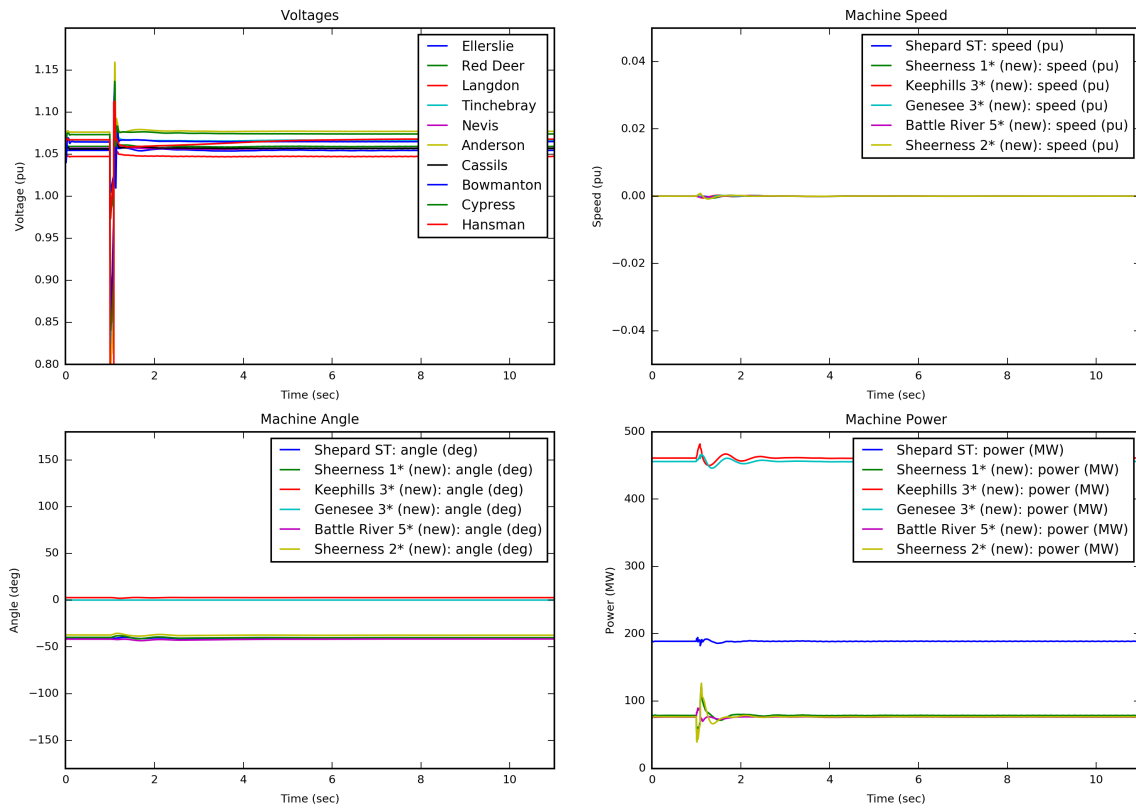 Voltages
Voltage (pu)
1.15
1.10
1.05
1.00
0.95
0.90
0.85
0.80
Ellerslie
Red Deer
Langdon
Tinchebray
Nevis
Anderson
Cassils
Bowmanton
Cypress
Hansman
0 2 4 6 8 10
Time (sec)
Machine Speed
Speed (pu)
0.04
0.02
0.00
−0.02
−0.04
Shepard ST: speed (pu)
Sheerness 1* (new): speed (pu)
Keephills 3* (new): speed (pu)
Genesee 3* (new): speed (pu)
Battle River 5* (new): speed (pu)
Sheerness 2* (new): speed (pu)
0 2 4 6 8 10
Time (sec)
Machine Angle
Angle (deg)
150
100
50
0
−50
−100
−150
Shepard ST: angle (deg)
Sheerness 1* (new): angle (deg)
Keephills 3* (new): angle (deg)
Genesee 3* (new): angle (deg)
Battle River 5* (new): angle (deg)
Sheerness 2* (new): angle (deg)
0 2 4 6 8 10
Time (sec)
Machine Power
Power (MW)
500
400
300
200
100
0
Shepard ST: power (MW)
Sheerness 1* (new): power (MW)
Keephills 3* (new): power (MW)
Genesee 3* (new): power (MW)
Battle River 5* (new): power (MW)
Sheerness 2* (new): power (MW)
0 2 4 6 8 10
Time (sec)